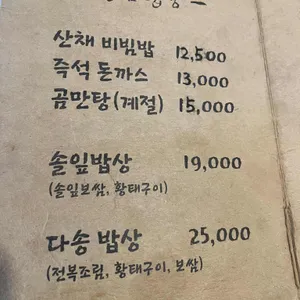 산채 비빔밥 12,500
즉석 돈까스 13,000
곰만탕(계절) 15,000
솔잎밥상 19,000
(솔잎보쌈, 황태구이)
다송 밥상 25,000
(전복조림, 황태구이, 보쌈)